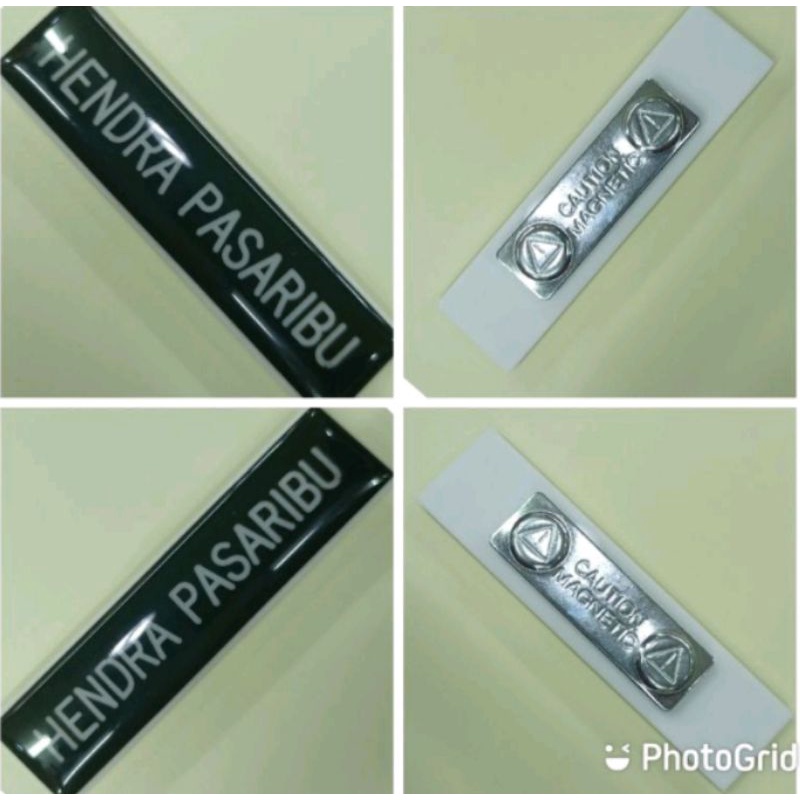 HENDRA PASARIBU
CAUTION
MAGNETIC
HENDRA PASARIBU
CAUTION
MAGNETIC
PhotoGrid